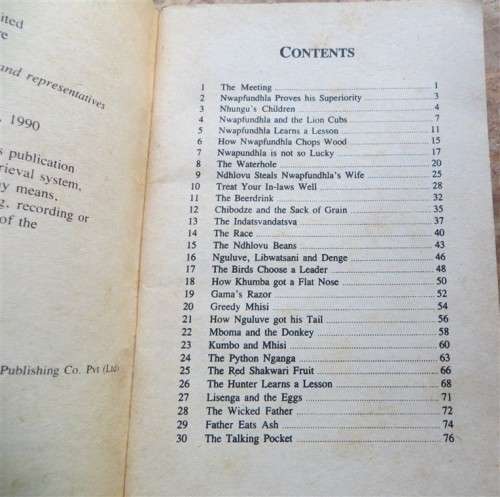 ited
re
and representatives
1990
s publication
rieval system,
ny means,
g, recording or
of the
Publishing Co. Pvt (Ltd)
CONTENTS
1 The Meeting 1
2 Nwapfundhla Proves his Superiority 3
3 Nhungu's Children 4
4 Nwapfundhla and the Lion Cubs 6
5 Nwapfundhla Learns a Lesson 11
6 How Nwapfundhla Chops Wood 15
7 Nwapundhla is not so Lucky 17
8 The Waterhole 20
9 Ndhlovu Steals Nwapfundhla's Wife 25
10 Treat Your In-laws Well 28
11 The Beerdrink 32
12 Chibodze and the Sack of Grain 35
13 The Indatsvandatsva 37
14 The Race 40
15 The Ndhlovu Beans 43
16 Nguluve, Libwatsani and Denge 46
17 The Birds Choose a Leader 48
18 How Khumba got a Flat Nose 50
19 Gama's Razor 52
20 Greedy Mhisi 54
21 How Nguluve got his Tail 56
22 Mboma and the Donkey 58
23 Kumbo and Mhisi 60
24 The Python Nganga 63
25 The Red Shakwari Fruit 66
26 The Hunter Learns a Lesson 68
27 Lisenga and the Eggs 71
28 The Wicked Father 72
29 Father Eats Ash 74
30 The Talking Pocket 76